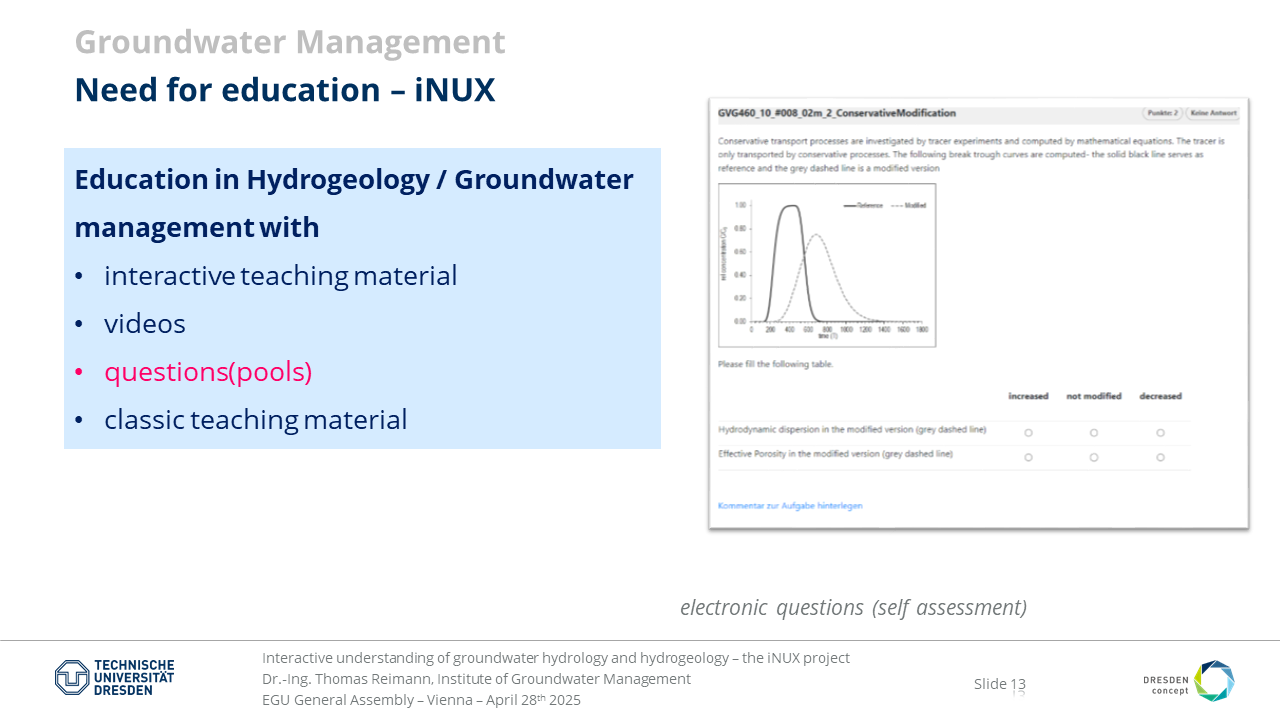 Groundwater Management
Need for education – iNUX
Education in Hydrogeology / Groundwater
management with
• interactive teaching material
• videos
• questions(pools)
• classic teaching material
GVG460_10_#008_02m_2_ConservativeModification
Punkte: 2
Keine Antwort
Conservative transport processes are investigated by tracer experiments and computed by mathematical equations. The tracer is
only transported by conservative processes. The following break trough curves are computed- the solid black line serves as
reference and the grey dashed line is a modified version
Reference
Modified
rel concentration C/C0
1.00
0.80
0.60
0.40
0.20
0.00
0 200 400 600 800 1000 1200 1400 1600 1800
time (T)
Please fill the following table.
increased not modified decreased
Hydrodynamic dispersion in the modified version (grey dashed line)
Effective Porosity in the modified version (grey dashed line)
Kommentar zur Aufgabe hinterlegen
electronic questions (self assessment)
TECHNISCHE
UNIVERSITÄT
DRESDEN
Interactive understanding of groundwater hydrology and hydrogeology – the iNUX project
Dr.-Ing. Thomas Reimann, Institute of Groundwater Management
EGU General Assembly – Vienna – April 28th 2025
Slide 13
DRESDEN
concept